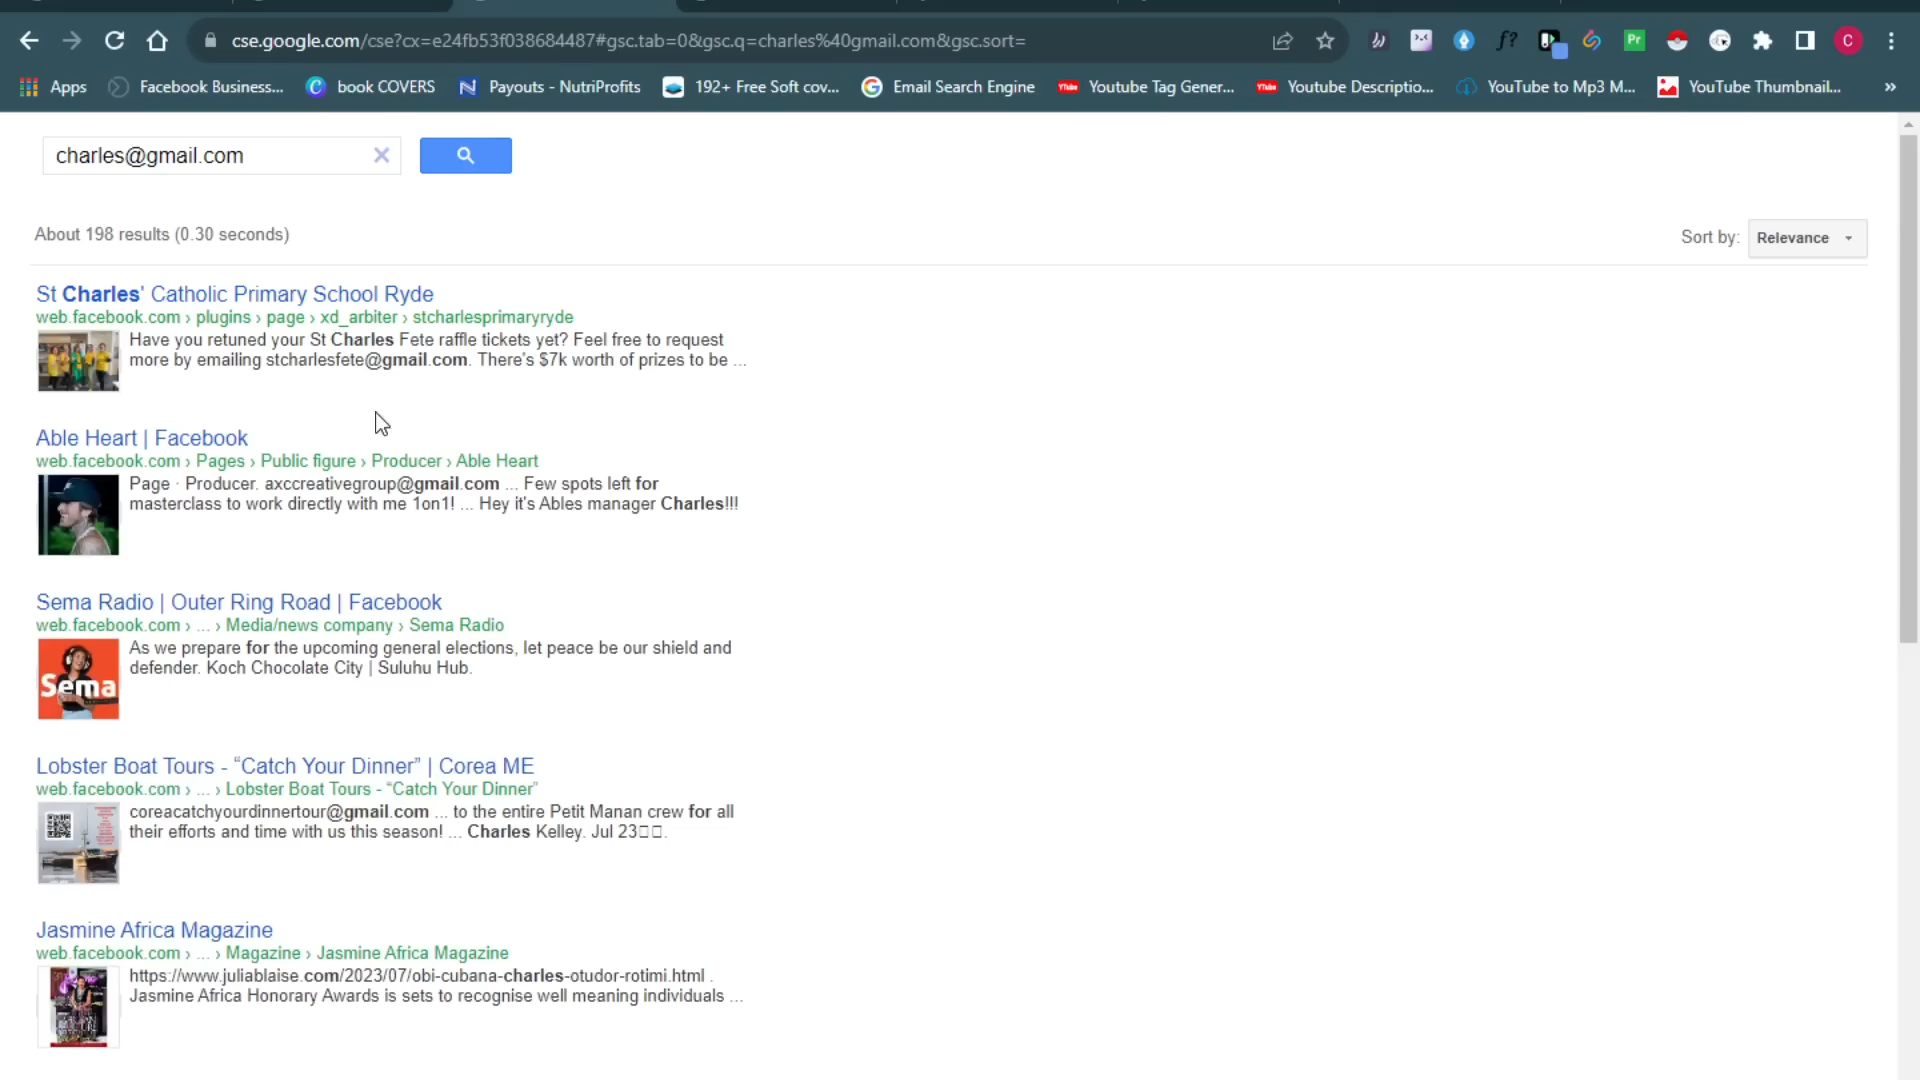 cse.google.com/cse?cx=e24fb53f038684487#gsc.tab=0&gsc.q=charles%40gmail.com&gsc.sort=
Apps Facebook Business... book COVERS Payouts - NutriProfits 192+ Free Soft cov... Email Search Engine Youtube Tag Gener... Youtube Descriptio... YouTube to Mp3 M... YouTube Thumbnail... »
charles@gmail.com
About 198 results (0.30 seconds)
Sort by: Relevance
St Charles' Catholic Primary School Ryde
web.facebook.com › plugins › page › xd_arbiter › stcharlesprimaryryde
Have you retuned your St Charles Fete raffle tickets yet? Feel free to request
more by emailing stcharlesfete@gmail.com. There's $7k worth of prizes to be ...
Able Heart | Facebook
web.facebook.com › Pages › Public figure › Producer › Able Heart
Page · Producer. axccreativegroup@gmail.com ... Few spots left for
masterclass to work directly with me 1on1! ... Hey it's Ables manager Charles!!!
Sema Radio | Outer Ring Road | Facebook
web.facebook.com › ... › Media/news company › Sema Radio
As we prepare for the upcoming general elections, let peace be our shield and
defender. Koch Chocolate City | Suluhu Hub.
Sema
Lobster Boat Tours - “Catch Your Dinner” | Corea ME
web.facebook.com › ... › Lobster Boat Tours - “Catch Your Dinner”
coreacatchyourdinnertour@gmail.com ... to the entire Petit Manan crew for all
their efforts and time with us this season! ... Charles Kelley. Jul 23□□.
Jasmine Africa Magazine
web.facebook.com › ... › Magazine › Jasmine Africa Magazine
https://www.juliablaise.com/2023/07/obi-cubana-charles-otudor-rotimi.html .
Jasmine Africa Honorary Awards is sets to recognise well meaning individuals ...